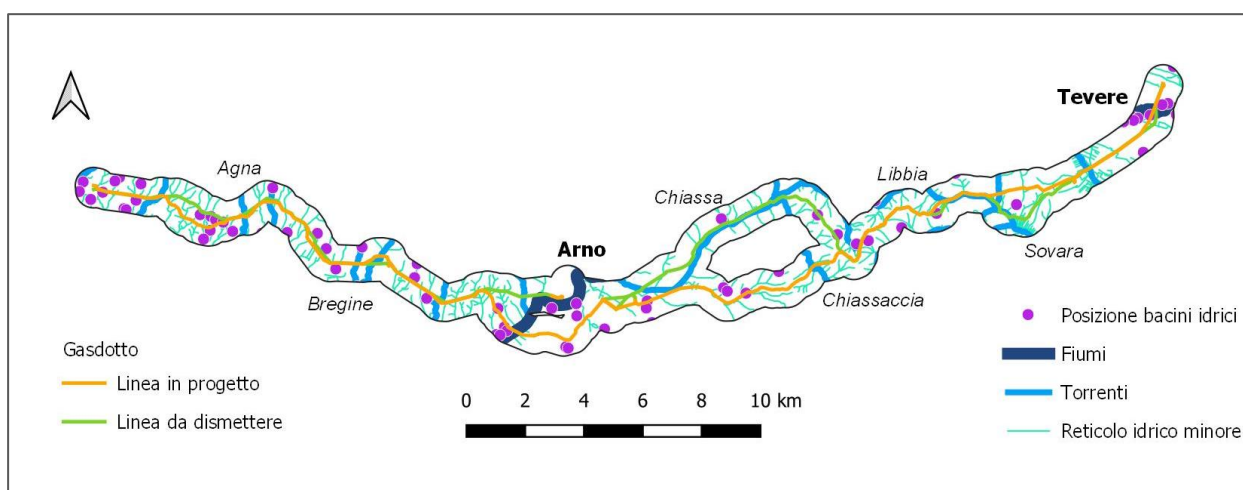 Tevere
Agna
Libbia
Chiassa
Arno
Sovara
Bregine
Chiassaccia
Gasdotto
Linea in progetto
Linea da dismettere
0 2 4 6 8 10 km
Posizione bacini idrici
Fiumi
Torrenti
Reticolo idrico minore